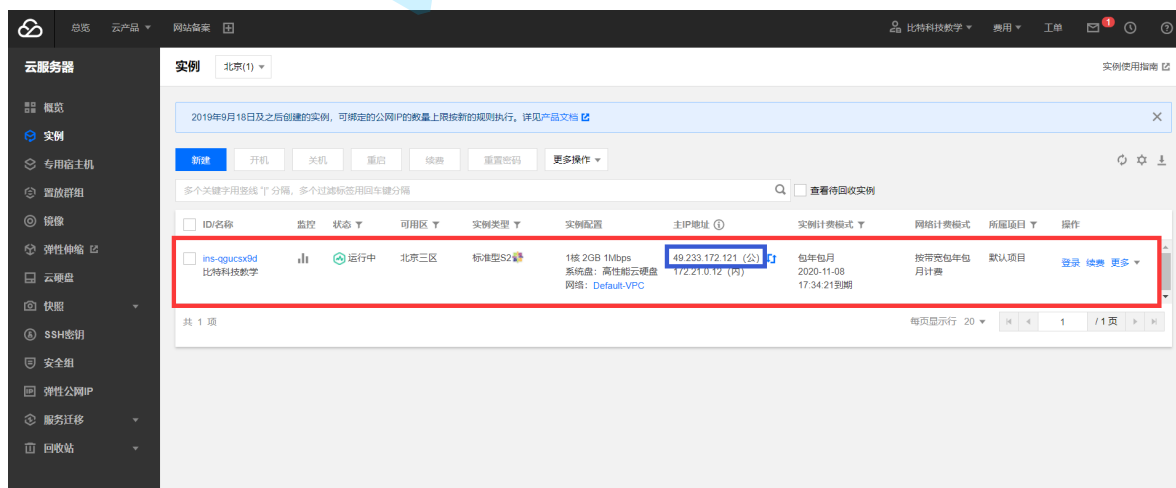 总览 云产品 网站备案 比特科技教学 费用 工单 1
云服务器
实例 北京(1) 实例使用指南
概览
实例
专用宿主机
置放群组
镜像
弹性伸缩
云硬盘
快照
SSH密钥
安全组
弹性公网IP
服务迁移
回收站
2019年9月18日及之后创建的实例，可绑定的公网IP的数量上限按新的规则执行。详见产品文档
新建 开机 关机 重启 续费 重置密码 更多操作
多个关键字用竖线 "|" 分隔，多个过滤标签用回车键分隔 查看待回收实例
ID/名称 监控 状态 可用区 实例类型 实例配置 主IP地址 实例计费模式 网络计费模式 所属项目 操作
ins-qgucsx9d 运行中 北京三区 标准型S2 1核 2GB 1Mbps 49.233.172.121 (公) 包年包月 按带宽包年包 默认项目 登录 续费 更多
比特科技教学 系统盘：高性能云硬盘 172.21.0.12 (内) 2020-11-08 月计费
网络：Default-VPC 17:34:21到期
共 1 项 每页显示行 20 1 / 1 页